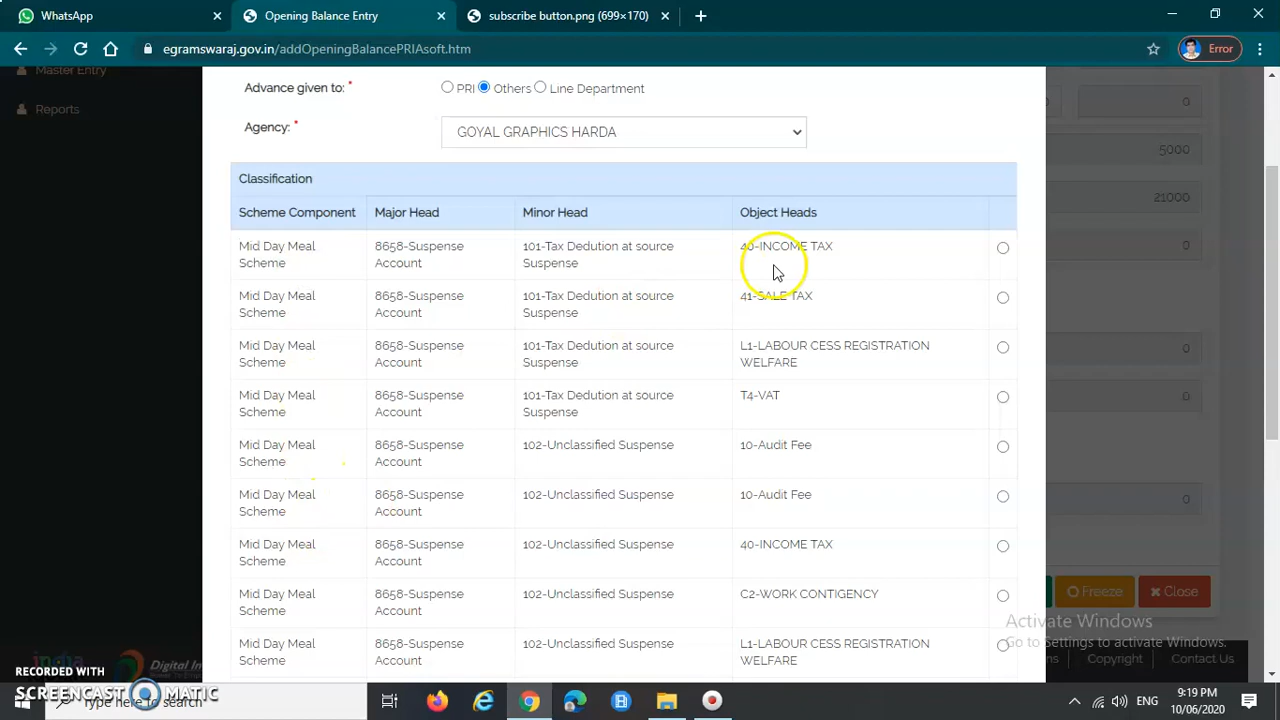 WhatsApp
Opening Balance Entry
subscribe button.png (699×170)
egramswaraj.gov.in/addOpeningBalancePRIAsoft.htm
Error
Master Entry
Reports
Advance given to: *
PRI Others Line Department
Agency: *
GOYAL GRAPHICS HARDA
0
0
5000
21000
0
0
0
Classification
Scheme Component Major Head Minor Head Object Heads
Mid Day Meal Scheme 8658-Suspense Account 101-Tax Dedution at source Suspense 40-INCOME TAX
Mid Day Meal Scheme 8658-Suspense Account 101-Tax Dedution at source Suspense 41-SALE TAX
Mid Day Meal Scheme 8658-Suspense Account 101-Tax Dedution at source Suspense L1-LABOUR CESS REGISTRATION WELFARE
Mid Day Meal Scheme 8658-Suspense Account 101-Tax Dedution at source Suspense T4-VAT
Mid Day Meal Scheme 8658-Suspense Account 102-Unclassified Suspense 10-Audit Fee
Mid Day Meal Scheme 8658-Suspense Account 102-Unclassified Suspense 10-Audit Fee
Mid Day Meal Scheme 8658-Suspense Account 102-Unclassified Suspense 40-INCOME TAX
Mid Day Meal Scheme 8658-Suspense Account 102-Unclassified Suspense C2-WORK CONTIGENCY
Mid Day Meal Scheme 8658-Suspense Account 102-Unclassified Suspense L1-LABOUR CESS REGISTRATION WELFARE
Freeze
Close
Activate Windows
Go to Settings to activate Windows.
Copyright
Contact Us
Digital In
RECORDED WITH
SCREENCAST MATIC
Type here to search
ENG
9:19 PM
10/06/2020